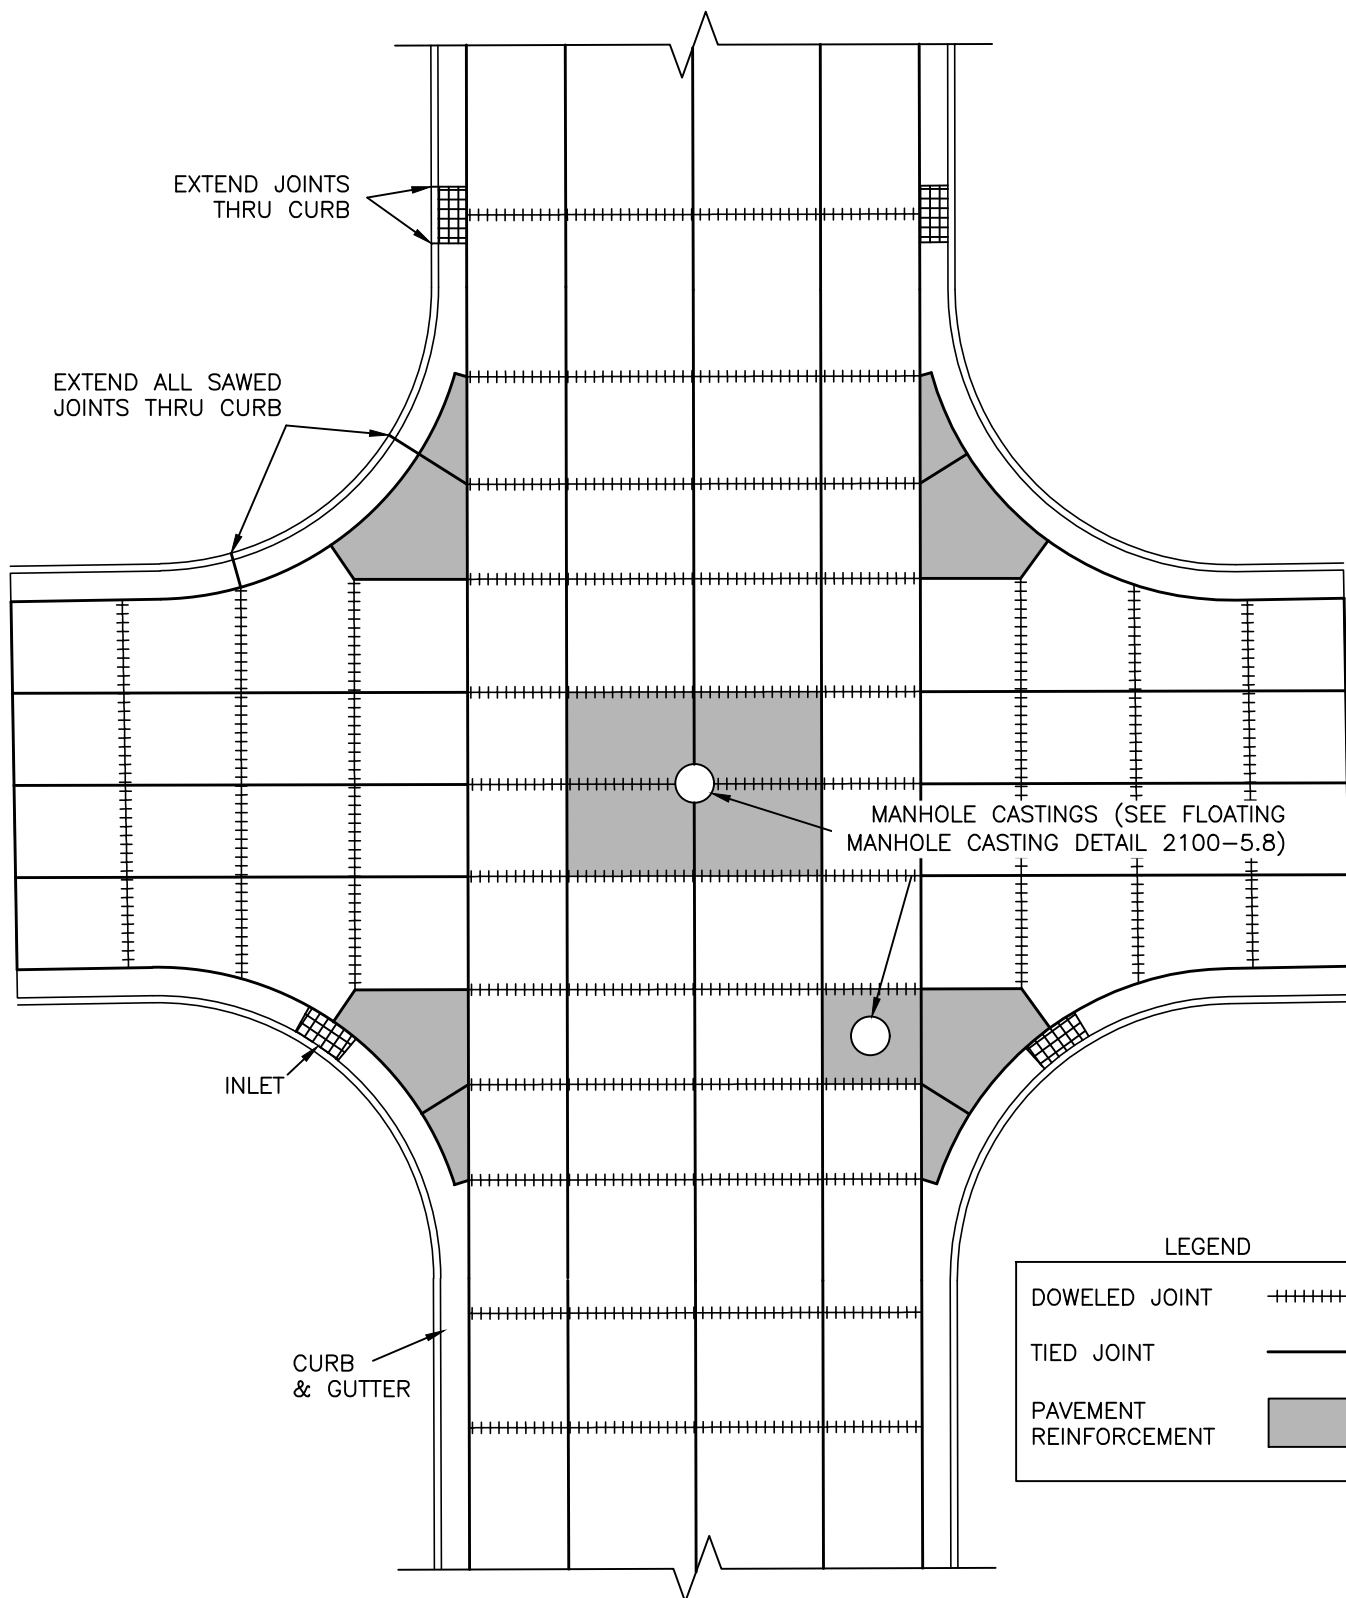 EXTEND JOINTS
THRU CURB
EXTEND ALL SAWED
JOINTS THRU CURB
MANHOLE CASTINGS (SEE FLOATING
MANHOLE CASTING DETAIL 2100-5.8)
INLET
CURB
& GUTTER
LEGEND
DOWELED JOINT
TIED JOINT
PAVEMENT
REINFORCEMENT